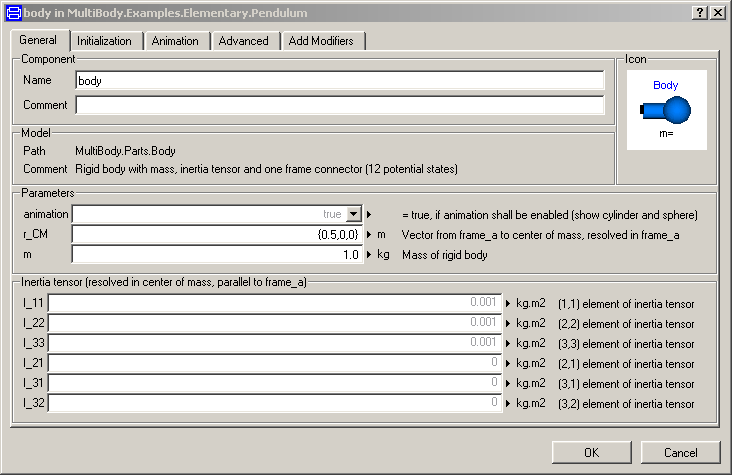 body in MultiBody.Examples.Elementary.Pendulum
General Initialization Animation Advanced Add Modifiers
Component
Name body
Comment
Icon
Body
m=
Model
Path MultiBody.Parts.Body
Comment Rigid body with mass, inertia tensor and one frame connector (12 potential states)
Parameters
animation true = true, if animation shall be enabled (show cylinder and sphere)
r_CM {0.5,0,0} m Vector from frame_a to center of mass, resolved in frame_a
m 1.0 kg Mass of rigid body
Inertia tensor (resolved in center of mass, parallel to frame_a)
I_11 0.001 kg.m2 (1,1) element of inertia tensor
I_22 0.001 kg.m2 (2,2) element of inertia tensor
I_33 0.001 kg.m2 (3,3) element of inertia tensor
I_21 0 kg.m2 (2,1) element of inertia tensor
I_31 0 kg.m2 (3,1) element of inertia tensor
I_32 0 kg.m2 (3,2) element of inertia tensor
OK Cancel